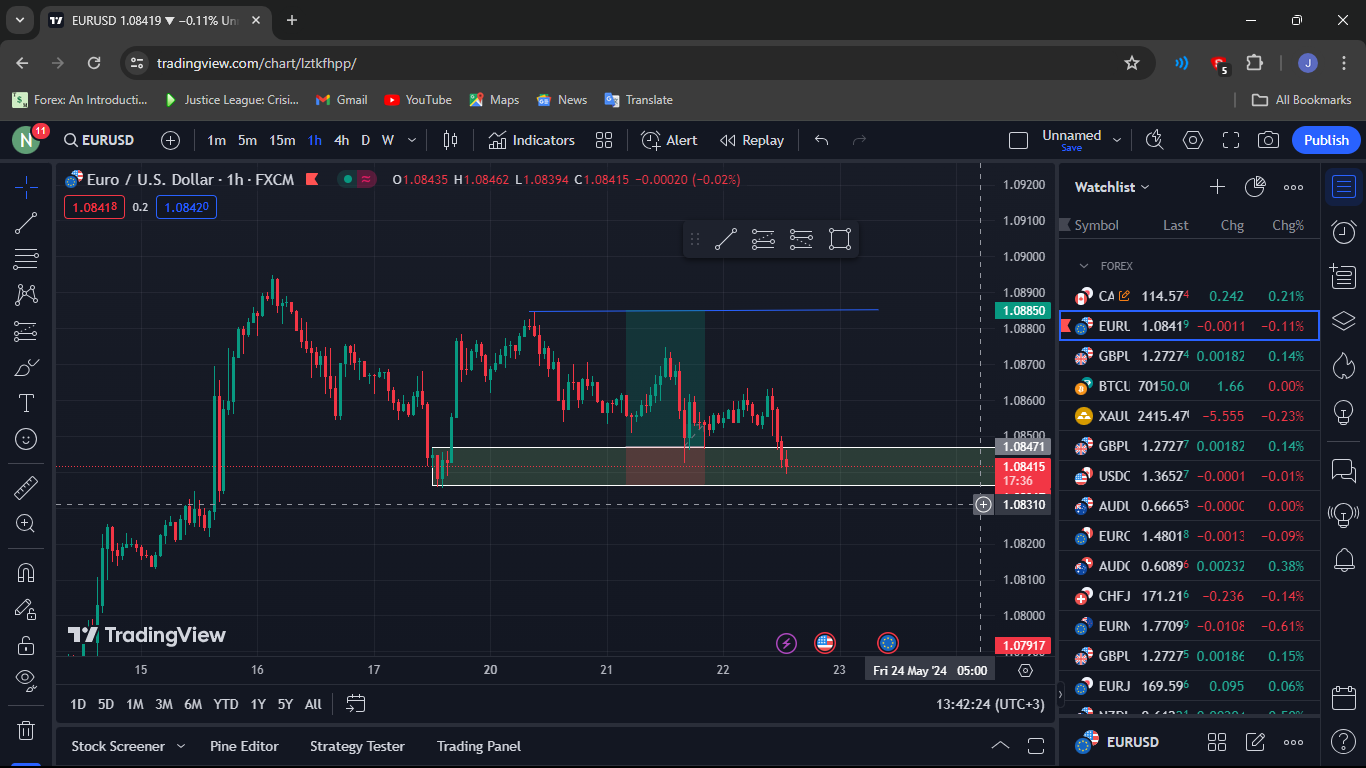 EURUSD 1.08419 ▼ −0.11% Un
tradingview.com/chart/lztkfhpp/
5
J
Forex: An Introducti...
Justice League: Crisi...
Gmail
YouTube
Maps
News
Translate
All Bookmarks
N 11
EURUSD
1m 5m 15m 1h 4h D W
Indicators
Alert
Replay
Unnamed
Save
Publish
Euro / U.S. Dollar · 1h · FXCM
O1.08435 H1.08462 L1.08394 C1.08415 −0.00020 (−0.02%)
1.08418 0.2 1.08420
1.09200
1.09100
1.09000
1.08900
1.08850
1.08800
1.08700
1.08600
1.08500
1.08471
1.08415
17:36
1.08310
1.08200
1.08100
1.08000
1.07917
TradingView
15 16 17 20 21 22 23
Fri 24 May '24 05:00
1D 5D 1M 3M 6M YTD 1Y 5Y All
13:42:24 (UTC+3)
Stock Screener
Pine Editor
Strategy Tester
Trading Panel
Watchlist
Symbol Last Chg Chg%
FOREX
CA 114.574 0.242 0.21%
EURL 1.08419 −0.0011 −0.11%
GBPL 1.27274 0.00182 0.14%
BTCL 70150.00 1.66 0.00%
XAUL 2415.47 −5.555 −0.23%
GBPL 1.27277 0.00182 0.14%
USDC 1.36527 −0.0001 −0.01%
AUDL 0.66653 −0.0000 0.00%
EURC 1.48018 −0.0013 −0.09%
AUDC 0.60896 0.00232 0.38%
CHFJ 171.216 −0.236 −0.14%
EURN 1.77099 −0.0108 −0.61%
GBPL 1.27275 0.00186 0.15%
EURJ 169.596 0.095 0.06%
EURUSD